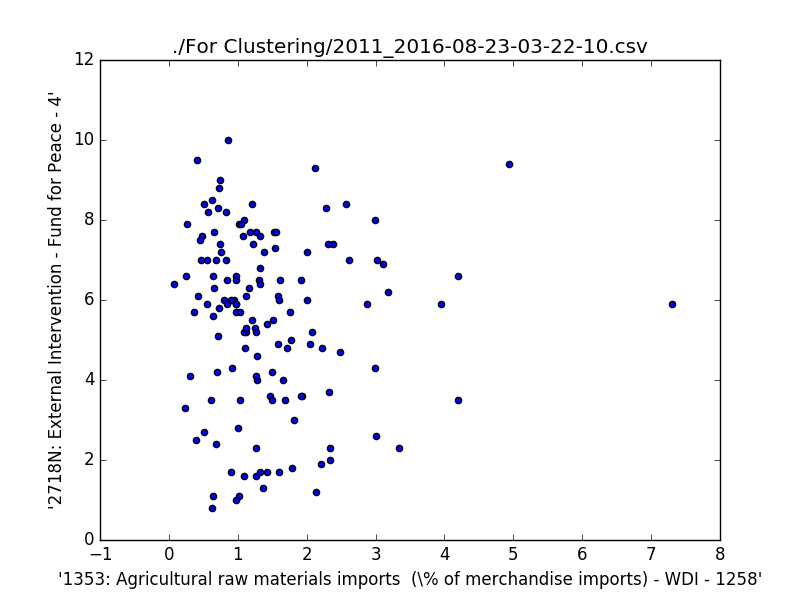 ./For Clustering/2011_2016-08-23-03-22-10.csv
'2718N: External Intervention - Fund for Peace - 4'
12
10
8
6
4
2
0
−1 0 1 2 3 4 5 6 7 8
'1353: Agricultural raw materials imports  (\% of merchandise imports) - WDI - 1258'